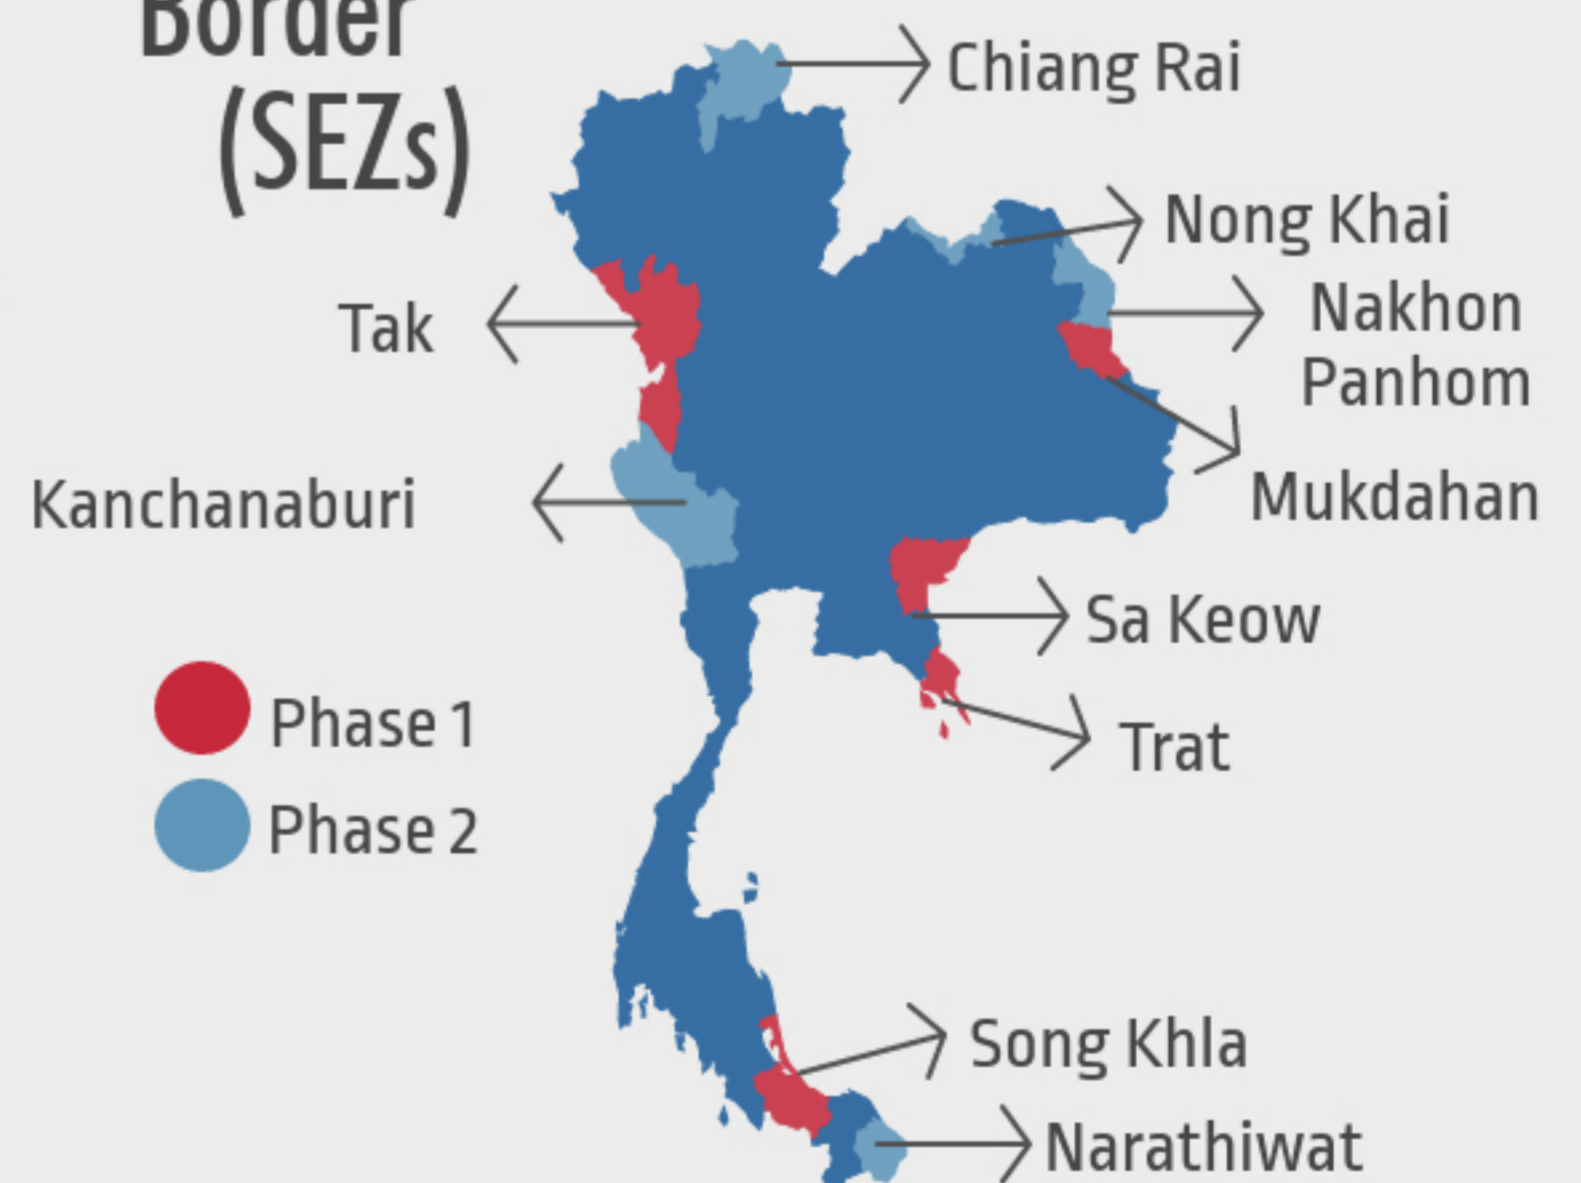 Border
(SEZs)
Chiang Rai
Nong Khai
Tak
Nakhon
Panhom
Kanchanaburi
Mukdahan
Sa Keow
Phase 1
Trat
Phase 2
Song Khla
Narathiwat